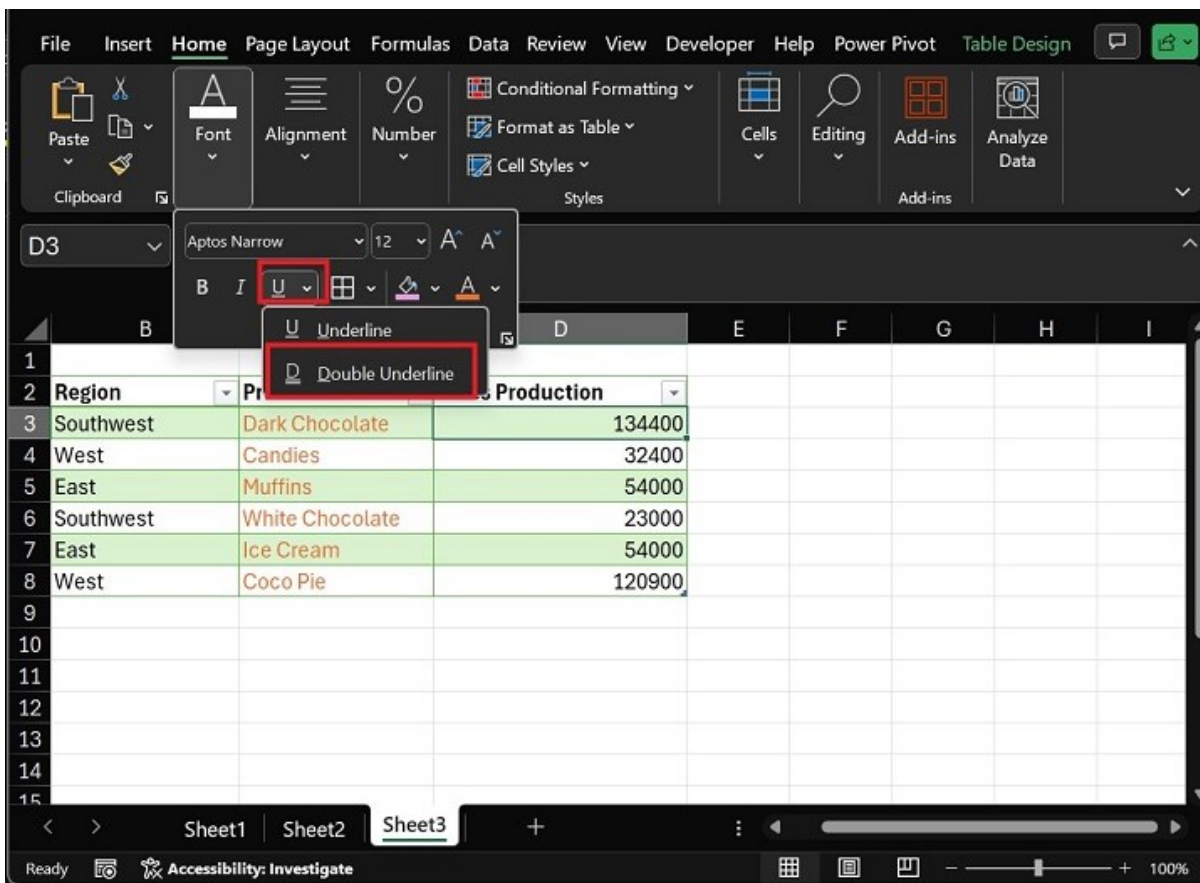 File Insert Home Page Layout Formulas Data Review View Developer Help Power Pivot Table Design
Paste
Font
Alignment
Number
Conditional Formatting
Format as Table
Cell Styles
Cells
Editing
Add-ins
Analyze
Data
Clipboard
Styles
Add-ins
D3
Aptos Narrow 12 A A
B I U A
U Underline
D Double Underline
B D E F G H I
1
2 Region Pr Production
3 Southwest Dark Chocolate 134400
4 West Candies 32400
5 East Muffins 54000
6 Southwest White Chocolate 23000
7 East Ice Cream 54000
8 West Coco Pie 120900
9
10
11
12
13
14
15
Sheet1 Sheet2 Sheet3 +
Ready Accessibility: Investigate - + 100%